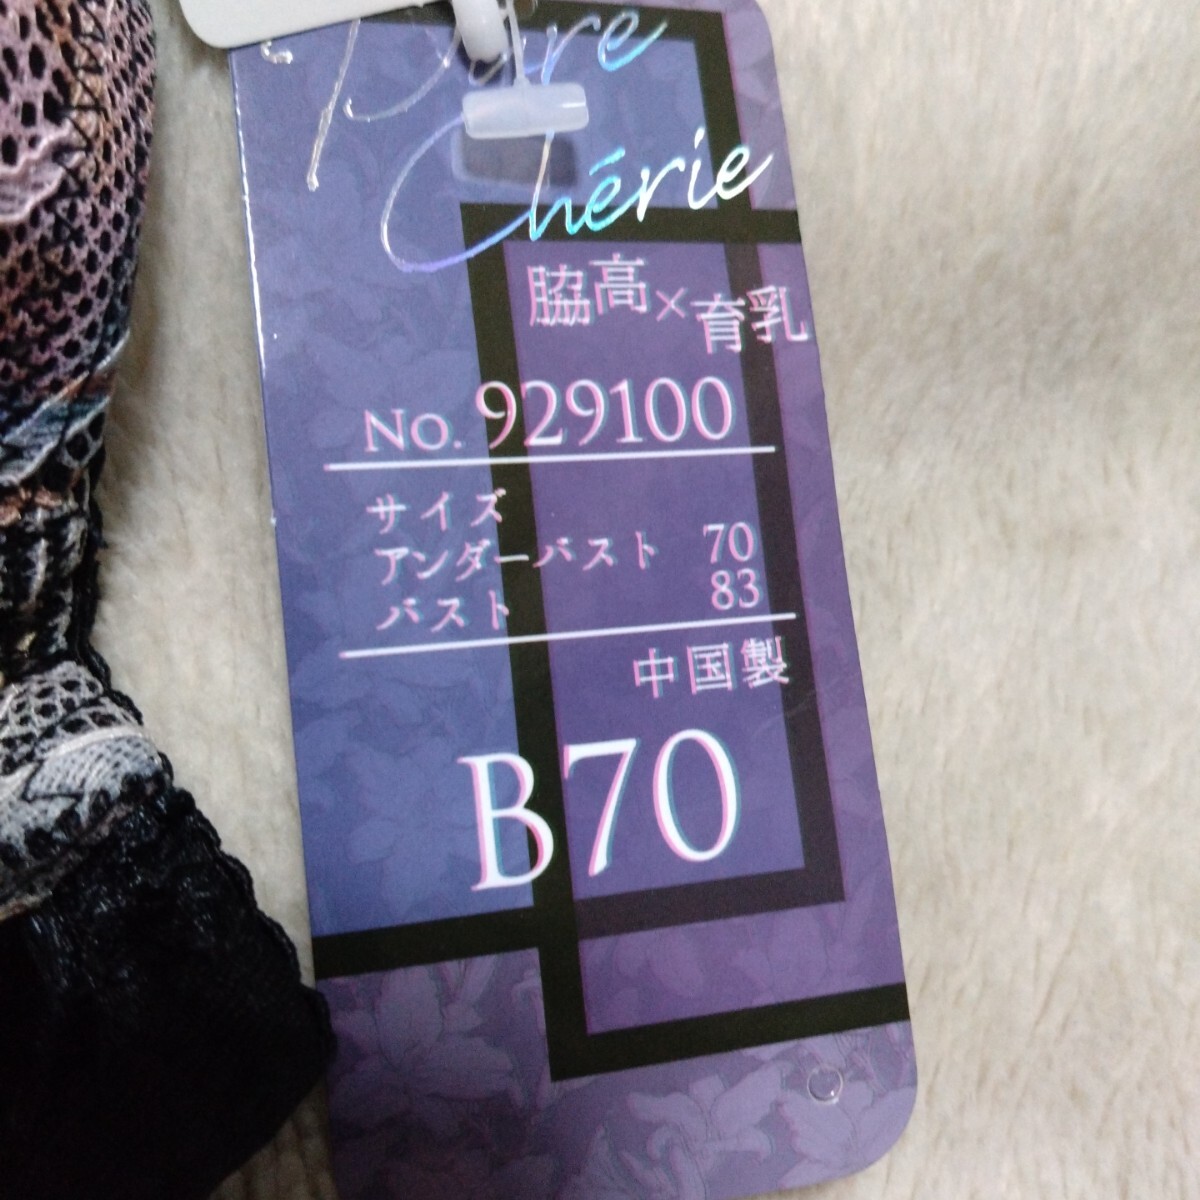 Chérie
脇高×育乳
No. 929100
サイズ
アンダーバスト 70
バスト 83
中国製
B70